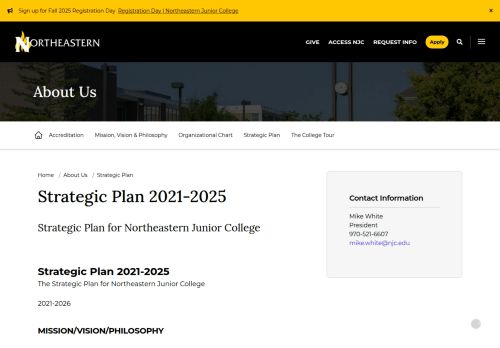 Sign up for Fall 2025 Registration Day Registration Day | Northeastern Junior College ×
NORTHEASTERN GIVE ACCESS NJC REQUEST INFO Apply
About Us
Accreditation Mission, Vision & Philosophy Organizational Chart Strategic Plan The College Tour
Home / About Us / Strategic Plan
Strategic Plan 2021-2025
Strategic Plan for Northeastern Junior College
Strategic Plan 2021-2025
The Strategic Plan for Northeastern Junior College
2021-2026
MISSION/VISION/PHILOSOPHY
Contact Information
Mike White
President
970-521-6607
mike.white@njc.edu